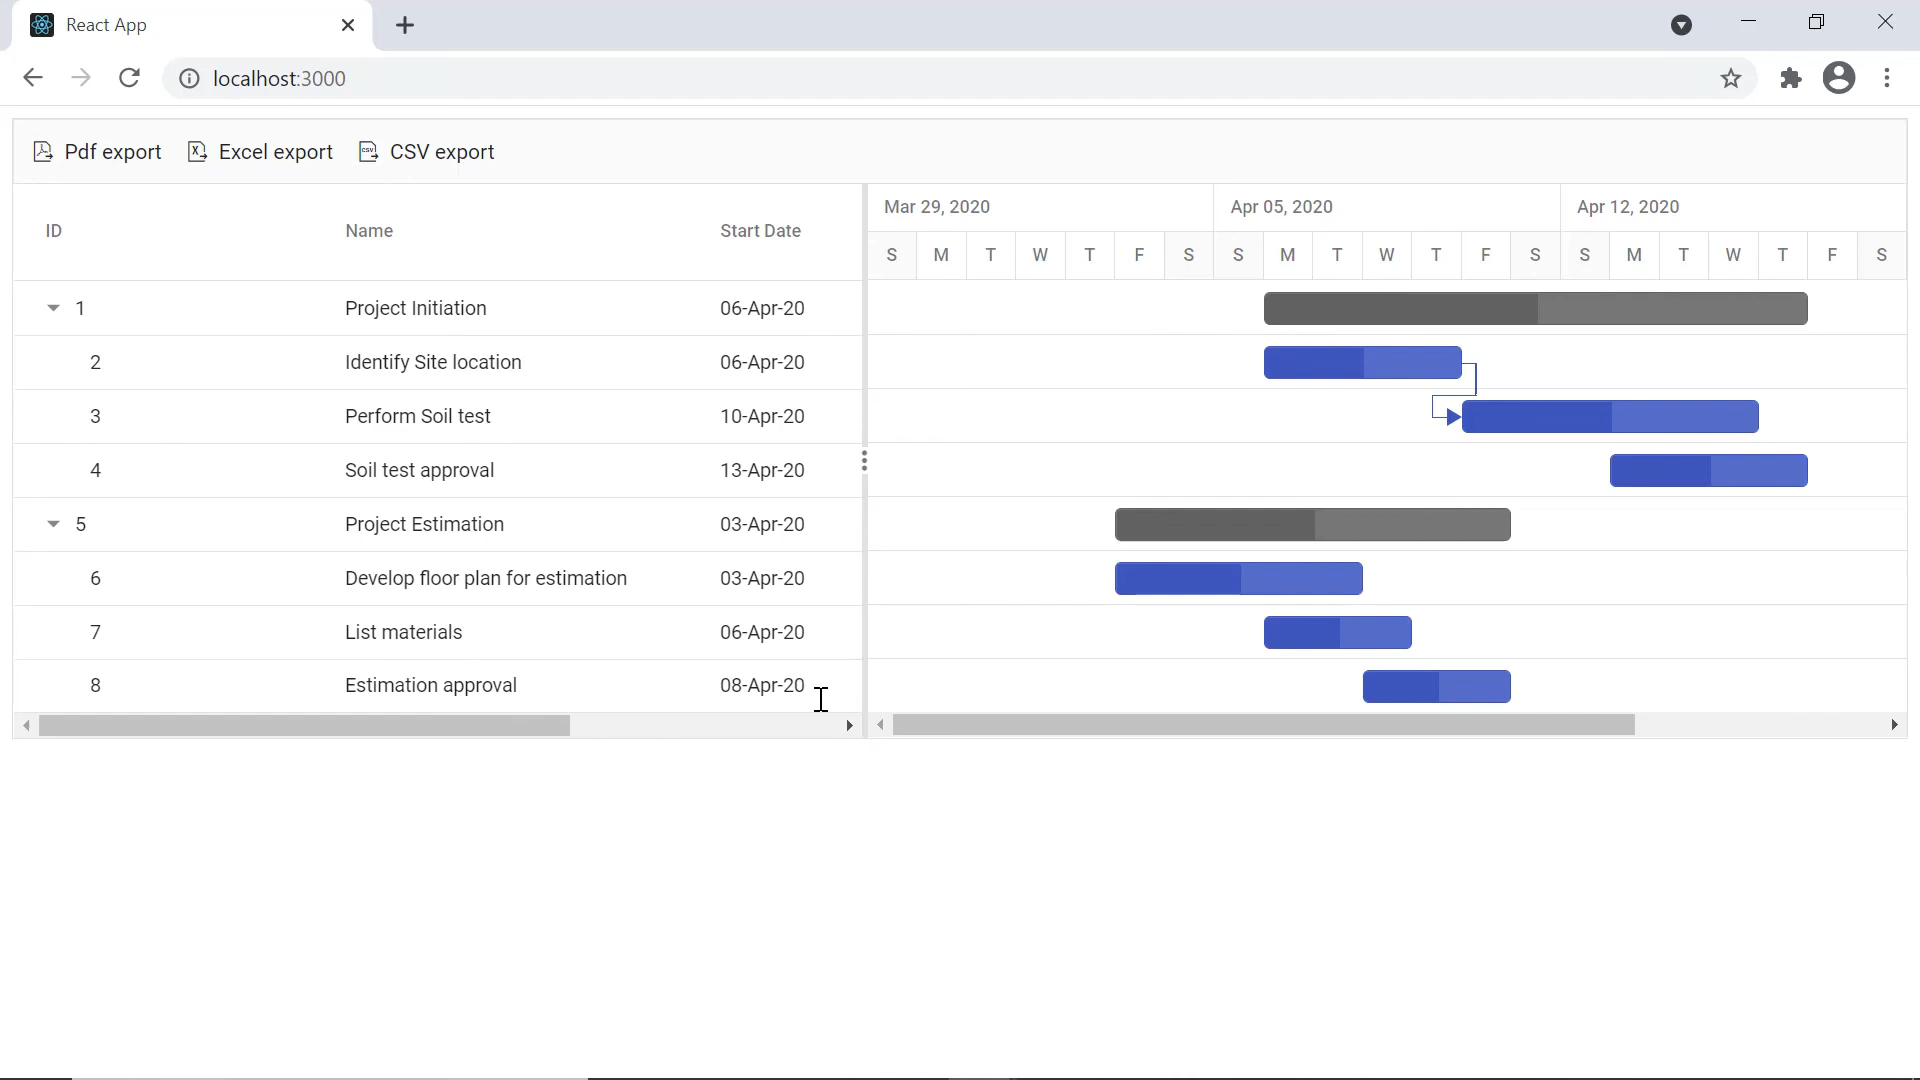 React App
localhost:3000
Pdf export Excel export CSV export
ID Name Start Date
Mar 29, 2020 Apr 05, 2020 Apr 12, 2020
S M T W T F S S M T W T F S S M T W T F S
1 Project Initiation 06-Apr-20
2 Identify Site location 06-Apr-20
3 Perform Soil test 10-Apr-20
4 Soil test approval 13-Apr-20
5 Project Estimation 03-Apr-20
6 Develop floor plan for estimation 03-Apr-20
7 List materials 06-Apr-20
8 Estimation approval 08-Apr-20